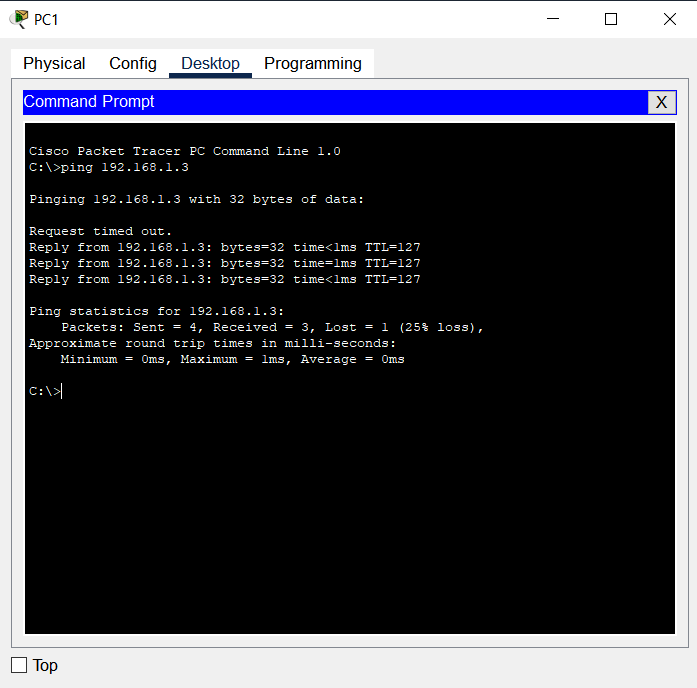 PC1
Physical Config Desktop Programming
Command Prompt X
Cisco Packet Tracer PC Command Line 1.0
C:\>ping 192.168.1.3
Pinging 192.168.1.3 with 32 bytes of data:
Request timed out.
Reply from 192.168.1.3: bytes=32 time<1ms TTL=127
Reply from 192.168.1.3: bytes=32 time=1ms TTL=127
Reply from 192.168.1.3: bytes=32 time<1ms TTL=127
Ping statistics for 192.168.1.3:
Packets: Sent = 4, Received = 3, Lost = 1 (25% loss),
Approximate round trip times in milli-seconds:
Minimum = 0ms, Maximum = 1ms, Average = 0ms
C:\>
Top